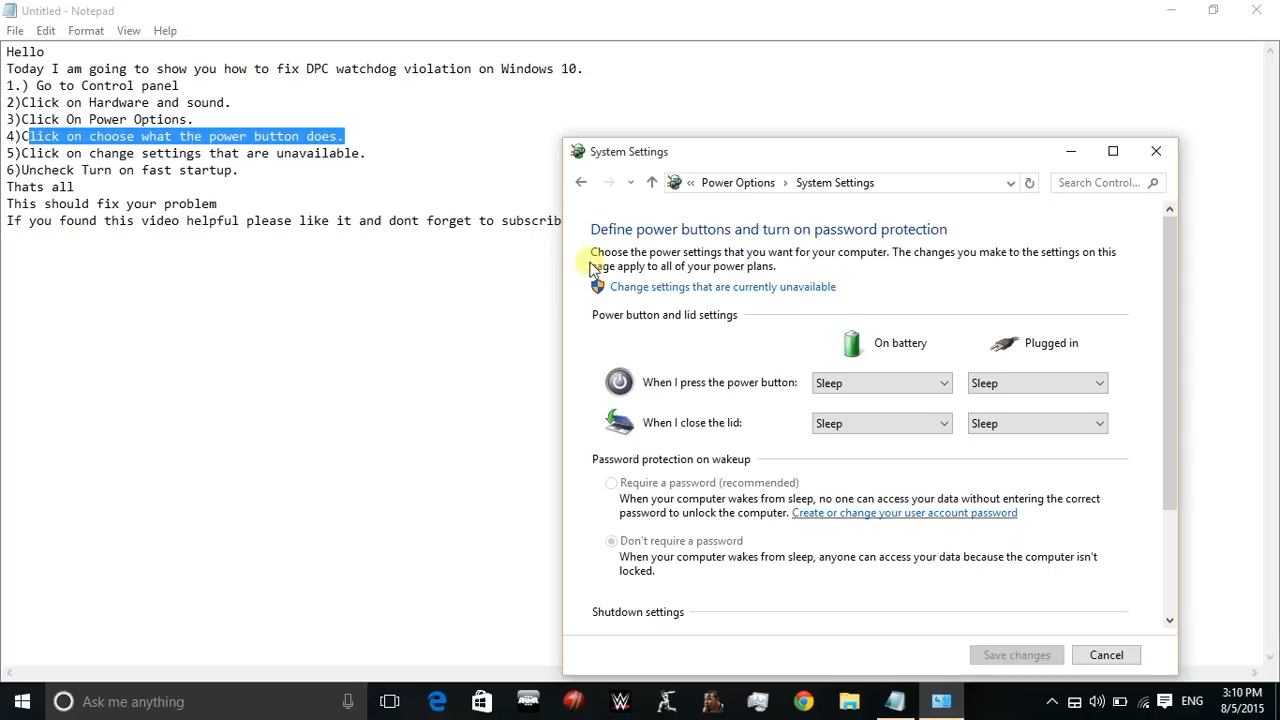 Untitled - Notepad
File Edit Format View Help
Hello
Today I am going to show you how to fix DPC watchdog violation on Windows 10.
1.) Go to Control panel
2)Click on Hardware and sound.
3)Click On Power Options.
4)Click on choose what the power button does.
5)Click on change settings that are unavailable.
6)Uncheck Turn on fast startup.
Thats all
This should fix your problem
If you found this video helpful please like it and dont forget to subscrib
System Settings
« Power Options › System Settings
Search Control...
Define power buttons and turn on password protection
Choose the power settings that you want for your computer. The changes you make to the settings on this
page apply to all of your power plans.
Change settings that are currently unavailable
Power button and lid settings
On battery Plugged in
When I press the power button: Sleep Sleep
When I close the lid: Sleep Sleep
Password protection on wakeup
Require a password (recommended)
When your computer wakes from sleep, no one can access your data without entering the correct
password to unlock the computer. Create or change your user account password
Don't require a password
When your computer wakes from sleep, anyone can access your data because the computer isn't
locked.
Shutdown settings
Save changes Cancel
Ask me anything
W
ENG
3:10 PM
8/5/2015